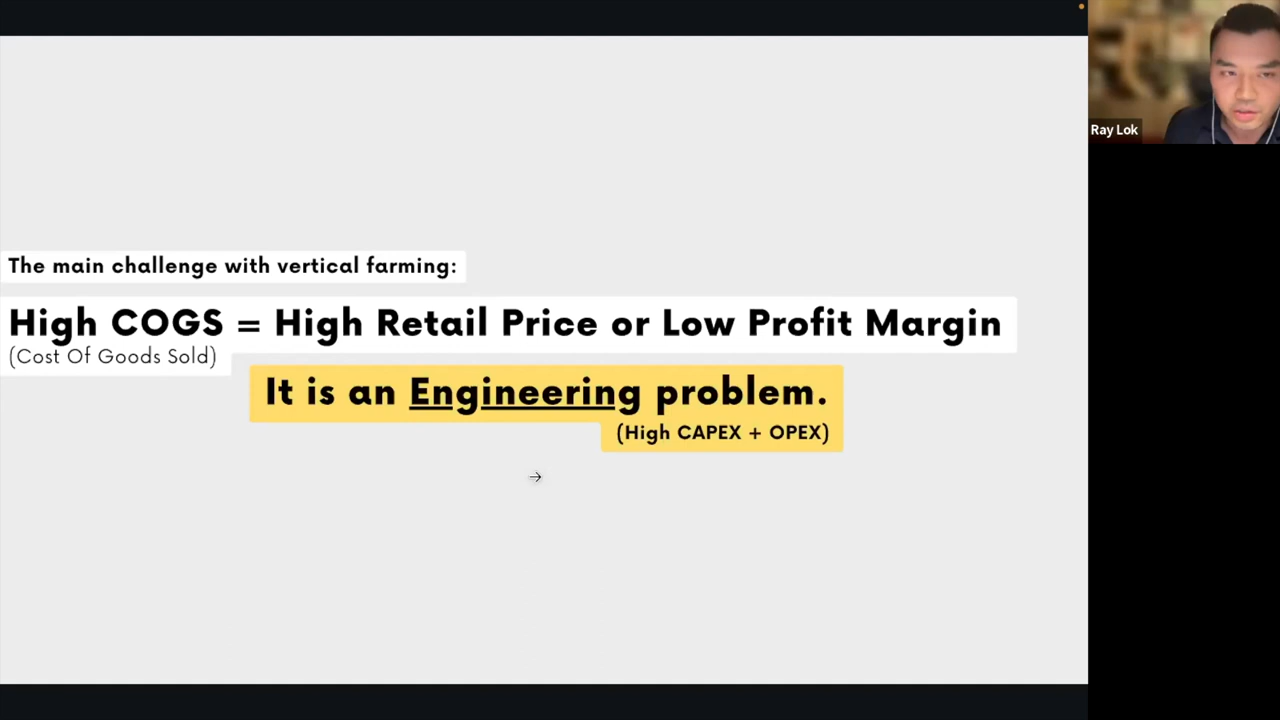 The main challenge with vertical farming:
High COGS = High Retail Price or Low Profit Margin
(Cost Of Goods Sold)
It is an Engineering problem.
(High CAPEX + OPEX)
Ray Lok